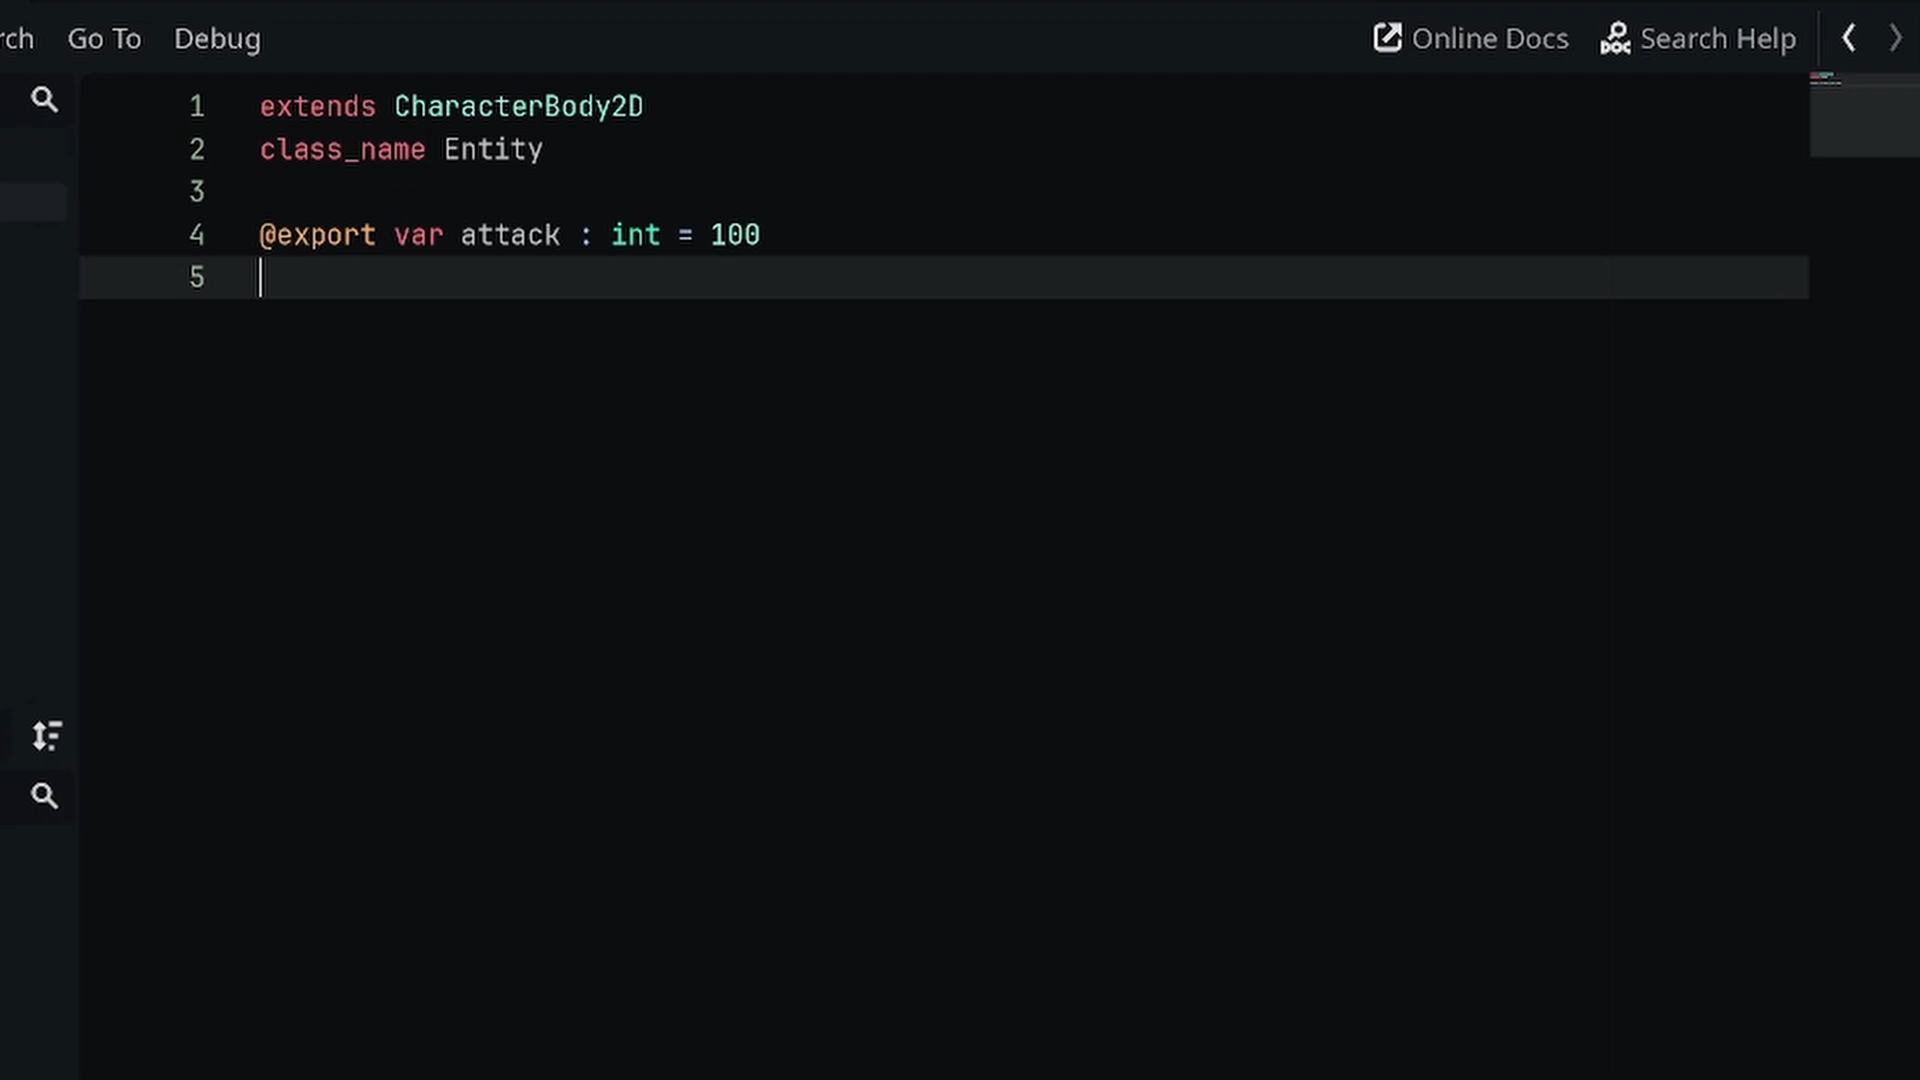 rch Go To Debug Online Docs Search Help
1 extends CharacterBody2D
2 class_name Entity
3
4 @export var attack : int = 100
5